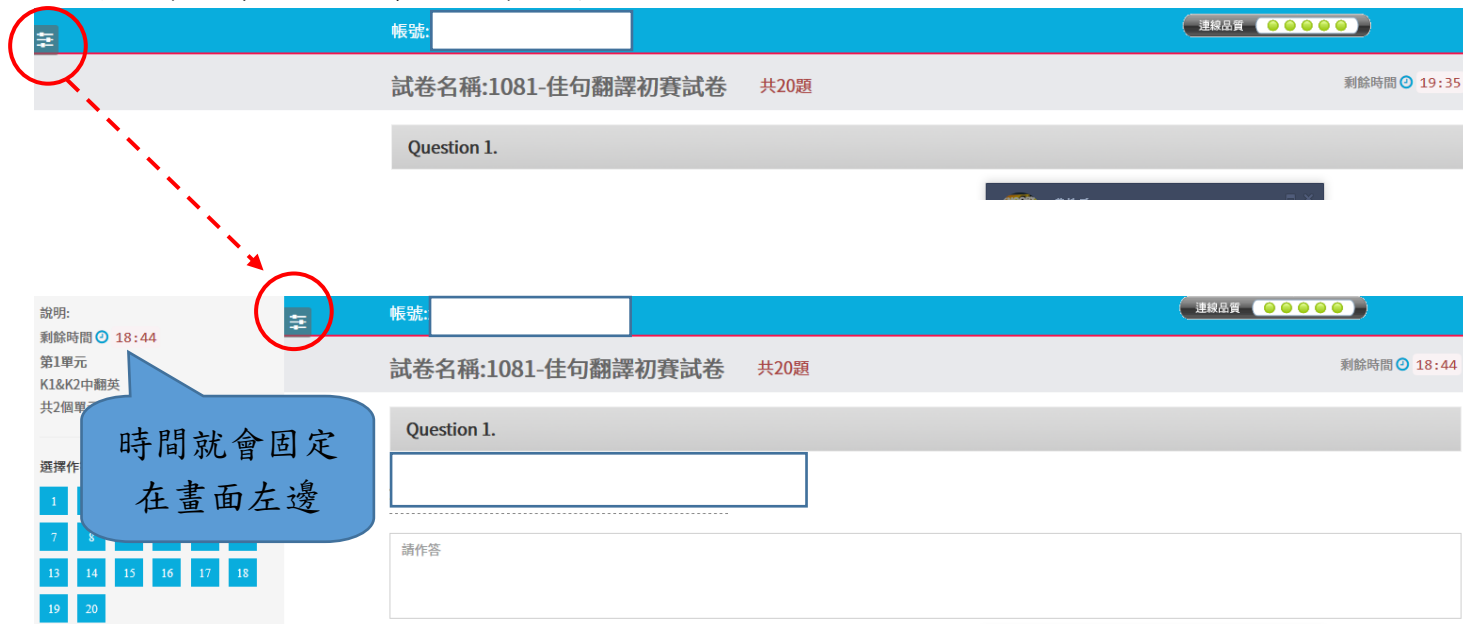 帳號:
連線品質
試卷名稱:1081-佳句翻譯初賽試卷 共20題
剩餘時間 19:35
Question 1.
說明:
剩餘時間 18:44
第1單元
K1&K2中翻英
共2個單
選擇作
1
7 8
13 14 15 16 17 18
19 20
時間就會固定
在畫面左邊
帳號:
連線品質
試卷名稱:1081-佳句翻譯初賽試卷 共20題
剩餘時間 18:44
Question 1.
請作答